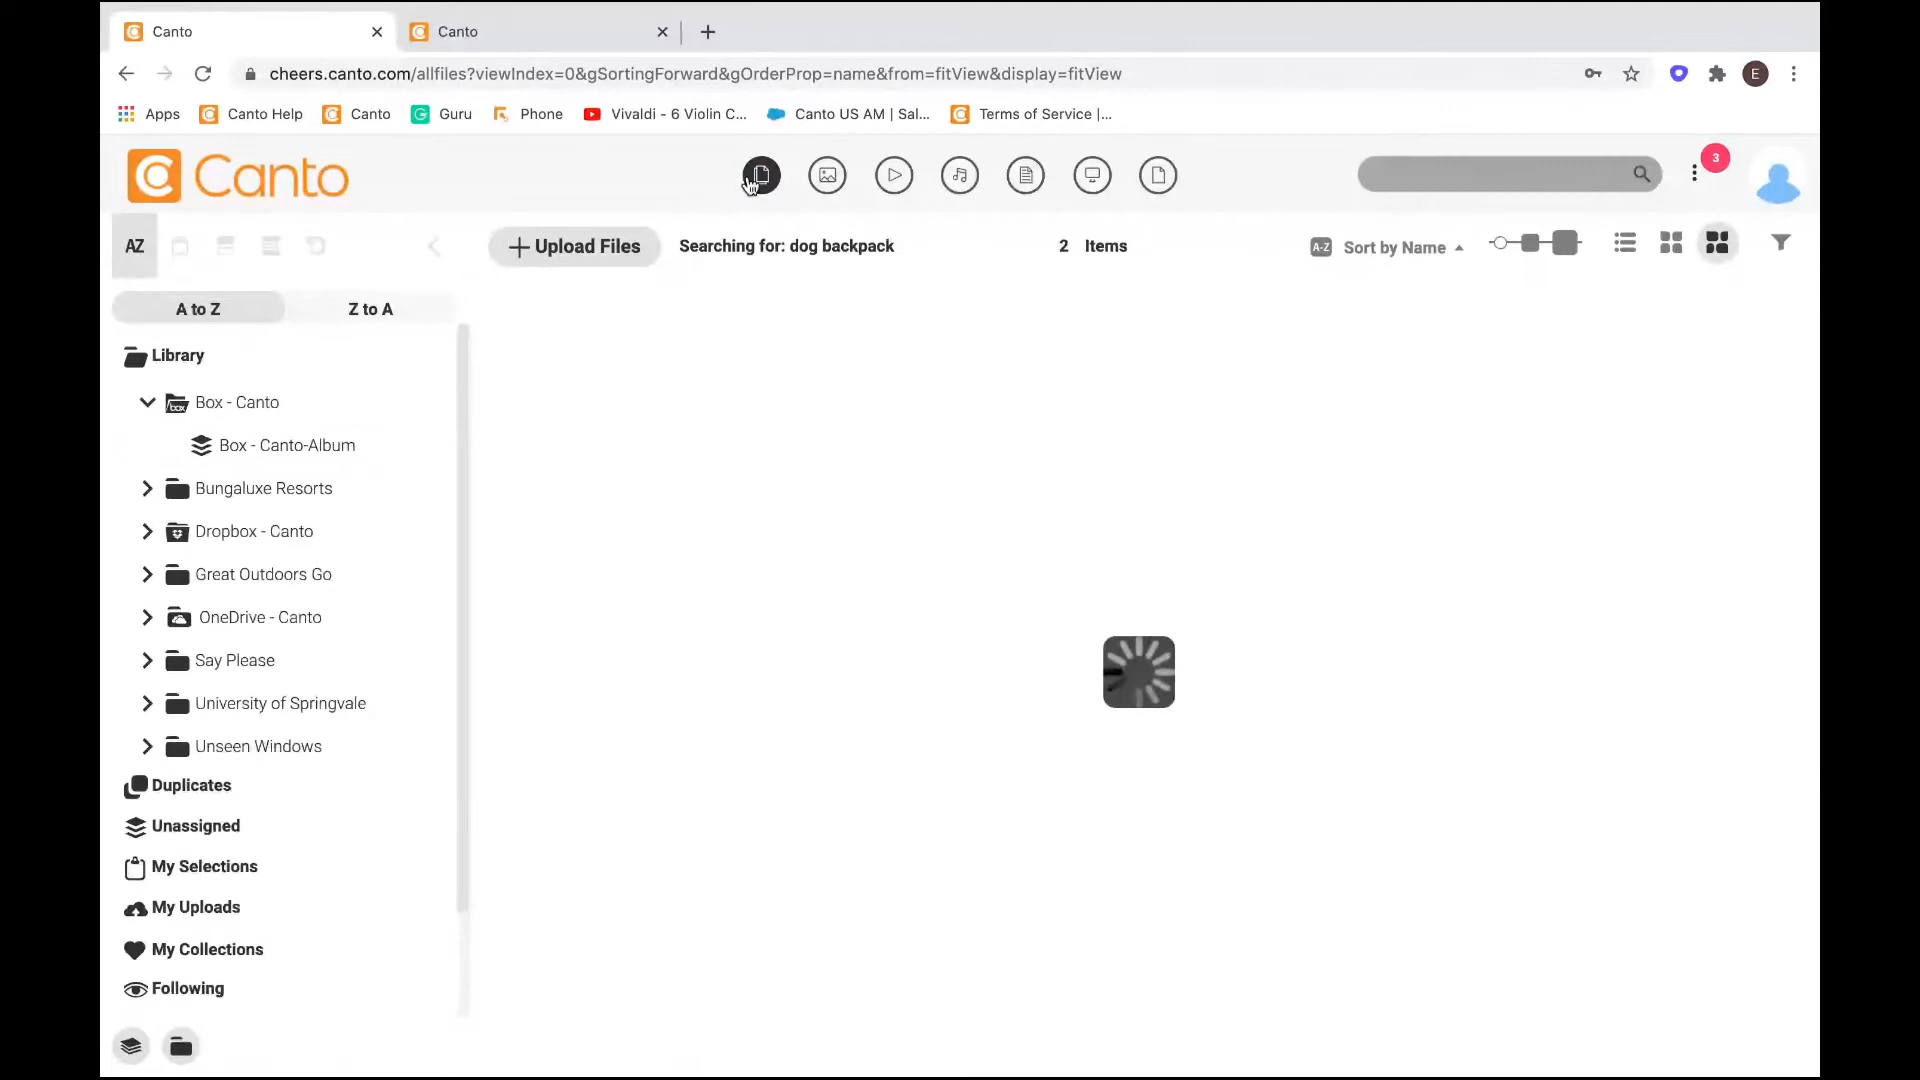 Canto
Canto
cheers.canto.com/allfiles?viewIndex=0&gSortingForward&gOrderProp=name&from=fitView&display=fitView
E
Apps
Canto Help
Canto
Guru
Phone
Vivaldi - 6 Violin C...
Canto US AM | Sal...
Terms of Service |...
Canto
3
AZ
Upload Files
Searching for: dog backpack
2 Items
A-Z Sort by Name
A to Z
Z to A
Library
Box - Canto
Box - Canto-Album
Bungaluxe Resorts
Dropbox - Canto
Great Outdoors Go
OneDrive - Canto
Say Please
University of Springvale
Unseen Windows
Duplicates
Unassigned
My Selections
My Uploads
My Collections
Following